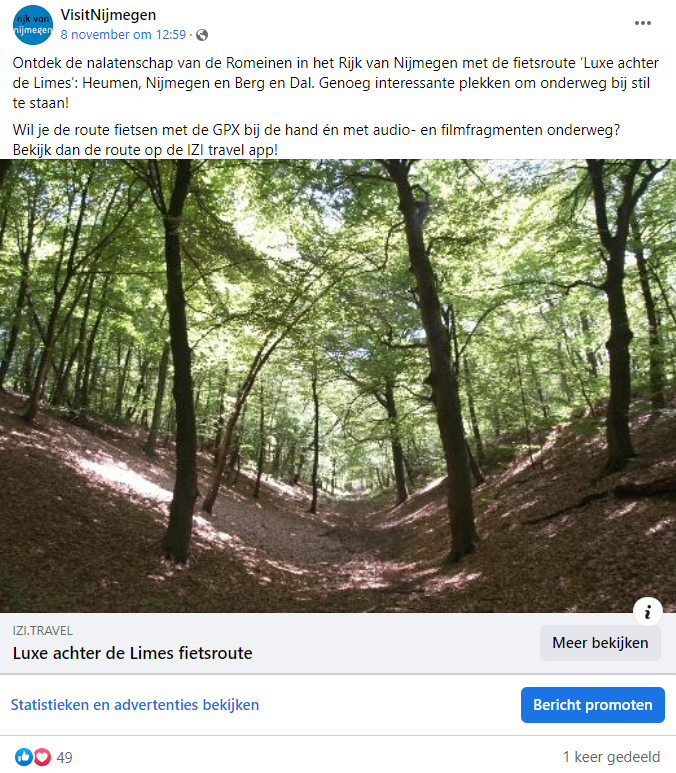 rijk van
nijmegen
VisitNijmegen
8 november om 12:59 ·
Ontdek de nalatenschap van de Romeinen in het Rijk van Nijmegen met de fietsroute ‘Luxe achter
de Limes’: Heumen, Nijmegen en Berg en Dal. Genoeg interessante plekken om onderweg bij stil
te staan!
Wil je de route fietsen met de GPX bij de hand én met audio- en filmfragmenten onderweg?
Bekijk dan de route op de IZI travel app!
i
IZI.TRAVEL
Luxe achter de Limes fietsroute
Meer bekijken
Statistieken en advertenties bekijken
Bericht promoten
49
1 keer gedeeld